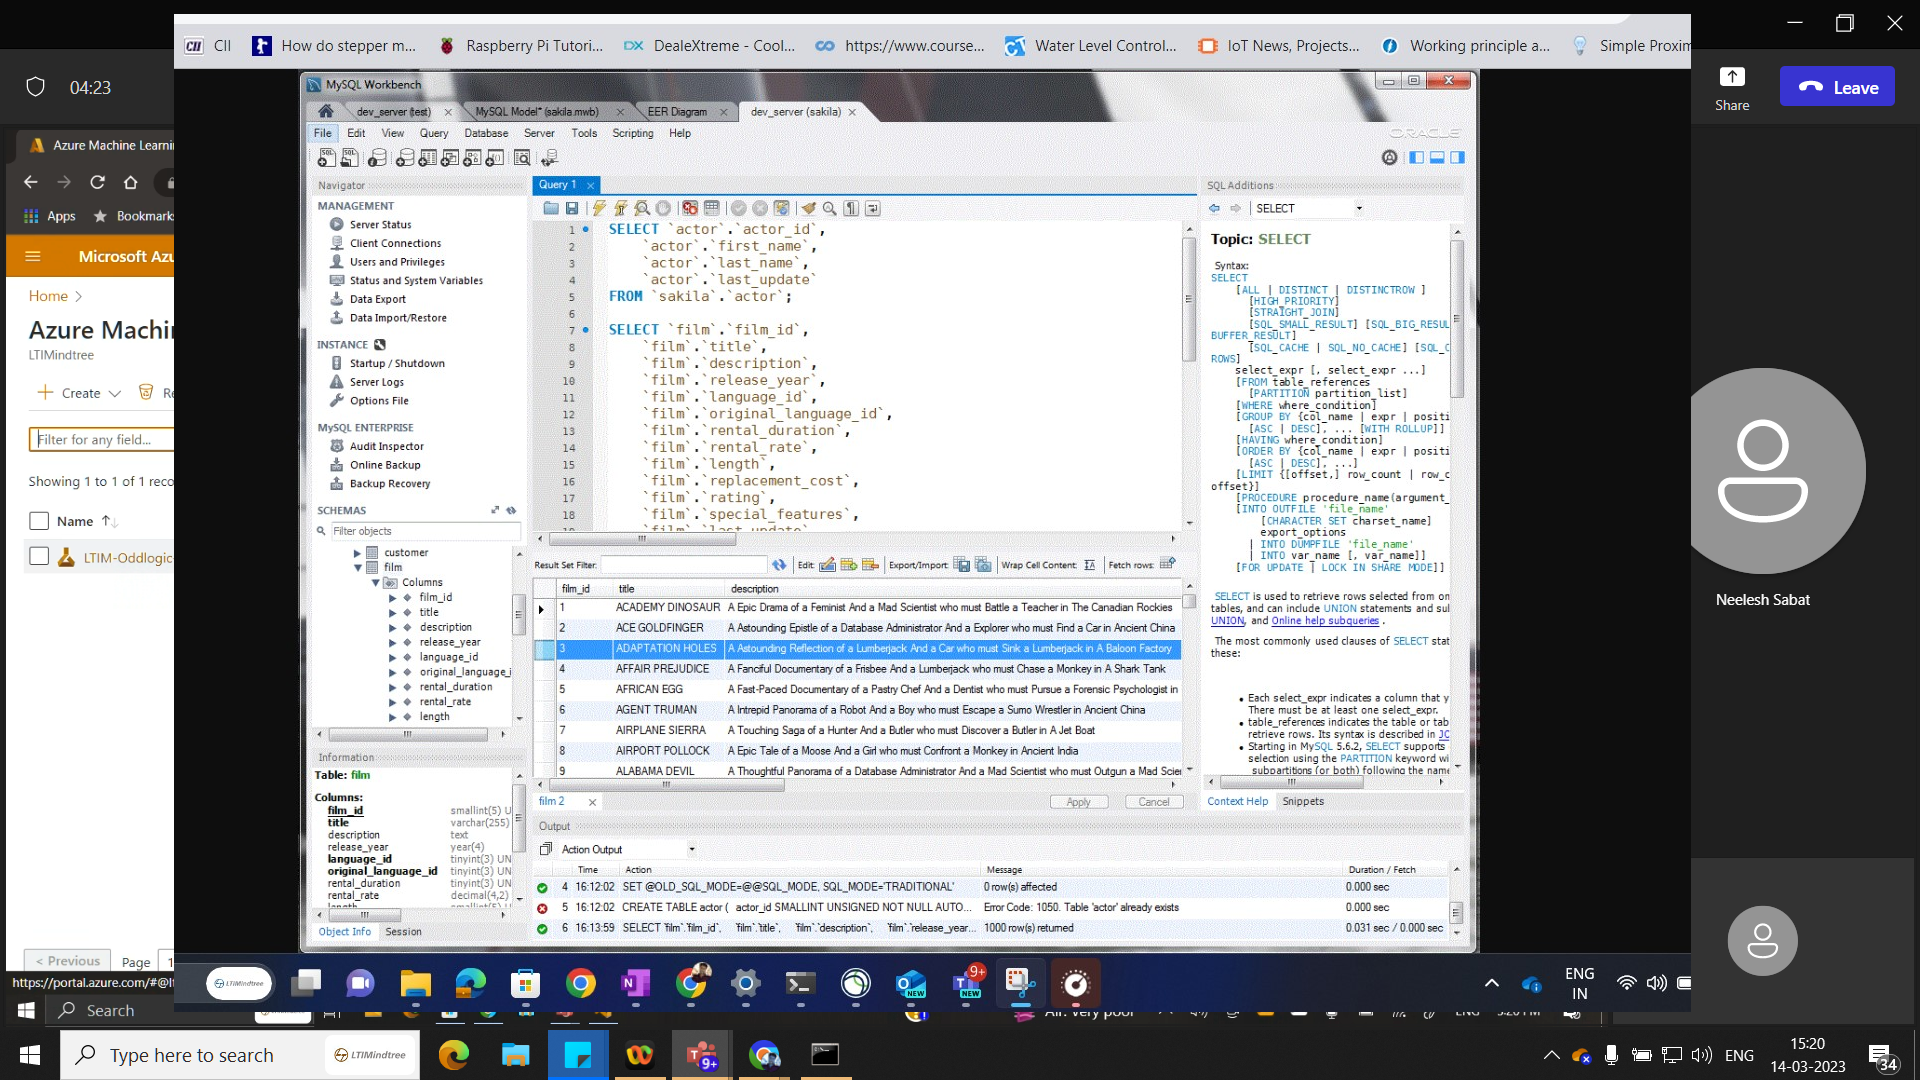 CII
How do stepper m...
Raspberry Pi Tutori...
DealeXtreme - Cool...
https://www.course...
Water Level Control...
IoT News, Projects...
Working principle a...
Simple Proxim
04:23
Share
Leave
Azure Machine Learni
Apps
Bookmark
Microsoft Azu
Home
Azure Machi
LTIMindtree
Create
Re
Filter for any field...
Showing 1 to 1 of 1 reco
Name
LTIM-Oddlogic
< Previous
Page
1
https://portal.azure.com/#@lt
Search
MySQL Workbench
dev_server (test)
MySQL Model* (sakila.mwb)
EER Diagram
dev_server (sakila)
File Edit View Query Database Server Tools Scripting Help
ORACLE
Navigator
MANAGEMENT
Server Status
Client Connections
Users and Privileges
Status and System Variables
Data Export
Data Import/Restore
INSTANCE
Startup / Shutdown
Server Logs
Options File
MySQL ENTERPRISE
Audit Inspector
Online Backup
Backup Recovery
SCHEMAS
Filter objects
customer
film
Columns
film_id
title
description
release_year
language_id
original_language_i
rental_duration
rental_rate
length
Information
Table: film
Columns:
film_id smallint(5) U
title varchar(255)
description text
release_year year(4)
language_id tinyint(3) UN
original_language_id tinyint(3) UN
rental_duration tinyint(3) UN
rental_rate decimal(4,2)
Object Info Session
Query 1
1 SELECT `actor`.`actor_id`,
2 `actor`.`first_name`,
3 `actor`.`last_name`,
4 `actor`.`last_update`
5 FROM `sakila`.`actor`;
6
7 SELECT `film`.`film_id`,
8 `film`.`title`,
9 `film`.`description`,
10 `film`.`release_year`,
11 `film`.`language_id`,
12 `film`.`original_language_id`,
13 `film`.`rental_duration`,
14 `film`.`rental_rate`,
15 `film`.`length`,
16 `film`.`replacement_cost`,
17 `film`.`rating`,
18 `film`.`special_features`,
19 `film`.`last_update`
Result Set Filter:
Edit:
Export/Import:
Wrap Cell Content:
Fetch rows:
film_id title description
1 ACADEMY DINOSAUR A Epic Drama of a Feminist And a Mad Scientist who must Battle a Teacher in The Canadian Rockies
2 ACE GOLDFINGER A Astounding Epistle of a Database Administrator And a Explorer who must Find a Car in Ancient China
3 ADAPTATION HOLES A Astounding Reflection of a Lumberjack And a Car who must Sink a Lumberjack in A Baloon Factory
4 AFFAIR PREJUDICE A Fanciful Documentary of a Frisbee And a Lumberjack who must Chase a Monkey in A Shark Tank
5 AFRICAN EGG A Fast-Paced Documentary of a Pastry Chef And a Dentist who must Pursue a Forensic Psychologist in
6 AGENT TRUMAN A Intrepid Panorama of a Robot And a Boy who must Escape a Sumo Wrestler in Ancient China
7 AIRPLANE SIERRA A Touching Saga of a Hunter And a Butler who must Discover a Butler in A Jet Boat
8 AIRPORT POLLOCK A Epic Tale of a Moose And a Girl who must Confront a Monkey in Ancient India
9 ALABAMA DEVIL A Thoughtful Panorama of a Database Administrator And a Mad Scientist who must Outgun a Mad Scie
film 2
Apply
Cancel
Output
Action Output
Time Action Message Duration / Fetch
4 16:12:02 SET @OLD_SQL_MODE=@@SQL_MODE, SQL_MODE='TRADITIONAL' 0 row(s) affected 0.000 sec
5 16:12:02 CREATE TABLE actor ( actor_id SMALLINT UNSIGNED NOT NULL AUTO... Error Code: 1050. Table 'actor' already exists 0.000 sec
6 16:13:59 SELECT `film`.`film_id`, `film`.`title`, `film`.`description`, `film`.`release_year... 1000 row(s) returned 0.031 sec / 0.000 sec
SQL Additions
SELECT
Topic: SELECT
Syntax:
SELECT
[ALL | DISTINCT | DISTINCTROW ]
[HIGH_PRIORITY]
[STRAIGHT_JOIN]
[SQL_SMALL_RESULT] [SQL_BIG_RESUL
BUFFER_RESULT]
[SQL_CACHE | SQL_NO_CACHE] [SQL_C
ROWS]
select_expr [, select_expr ...]
[FROM table_references
[PARTITION partition_list]
[WHERE where_condition]
[GROUP BY {col_name | expr | positi
[ASC | DESC], ... [WITH ROLLUP]]
[HAVING where_condition]
[ORDER BY {col_name | expr | positi
[ASC | DESC], ...]
[LIMIT {[offset,] row_count | row_c
offset}]
[PROCEDURE procedure_name(argument_
[INTO OUTFILE 'file_name'
[CHARACTER SET charset_name]
export_options
| INTO DUMPFILE 'file_name'
| INTO var_name [, var_name]]
[FOR UPDATE | LOCK IN SHARE MODE]]
SELECT is used to retrieve rows selected from on
tables, and can include UNION statements and sul
UNION, and Online help subqueries .
The most commonly used clauses of SELECT stat
these:
Each select_expr indicates a column that y
There must be at least one select_expr.
table_references indicates the table or tab
retrieve rows. Its syntax is described in JO
Starting in MySQL 5.6.2, SELECT supports
selection using the PARTITION keyword wi
subpartitions (or both) following the name
Context Help Snippets
Neelesh Sabat
LTIMindtree
NEW
9+
NEW
ENG
IN
Air: Very poor
Type here to search
LTIMindtree
9+
ENG
15:20
14-03-2023
34